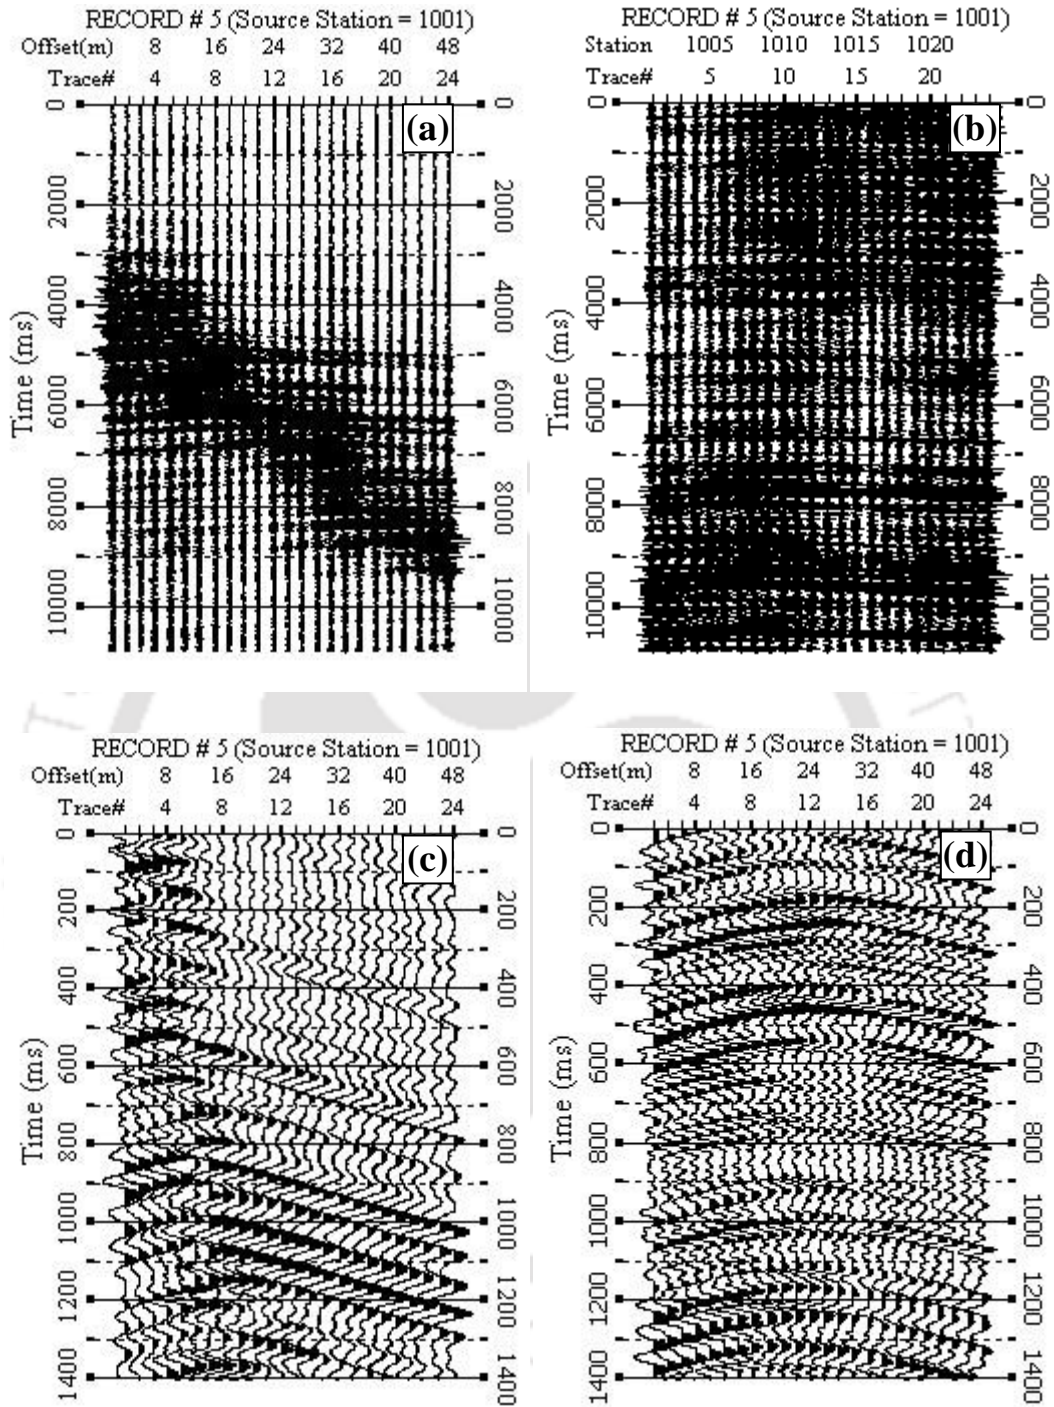 RECORD # 5 (Source Station = 1001)
Offset(m) 8 16 24 32 40 48
Trace# 4 8 12 16 20 24
0 0
(a)
2000 2000
4000 4000
Time (ms)
6000 6000
8000 8000
10000 10000
RECORD # 5 (Source Station = 1001)
Station 1005 1010 1015 1020
Trace# 5 10 15 20
0 0
(b)
2000 2000
4000 4000
Time (ms)
6000 6000
8000 8000
10000 10000
RECORD # 5 (Source Station = 1001)
Offset(m) 8 16 24 32 40 48
Trace# 4 8 12 16 20 24
0 0
(c)
200 200
400 400
600 600
Time (ms)
800 800
1000 1000
1200 1200
1400 1400
RECORD # 5 (Source Station = 1001)
Offset(m) 8 16 24 32 40 48
Trace# 4 8 12 16 20 24
0 0
(d)
200 200
400 400
600 600
Time (ms)
800 800
1000 1000
1200 1200
1400 1400